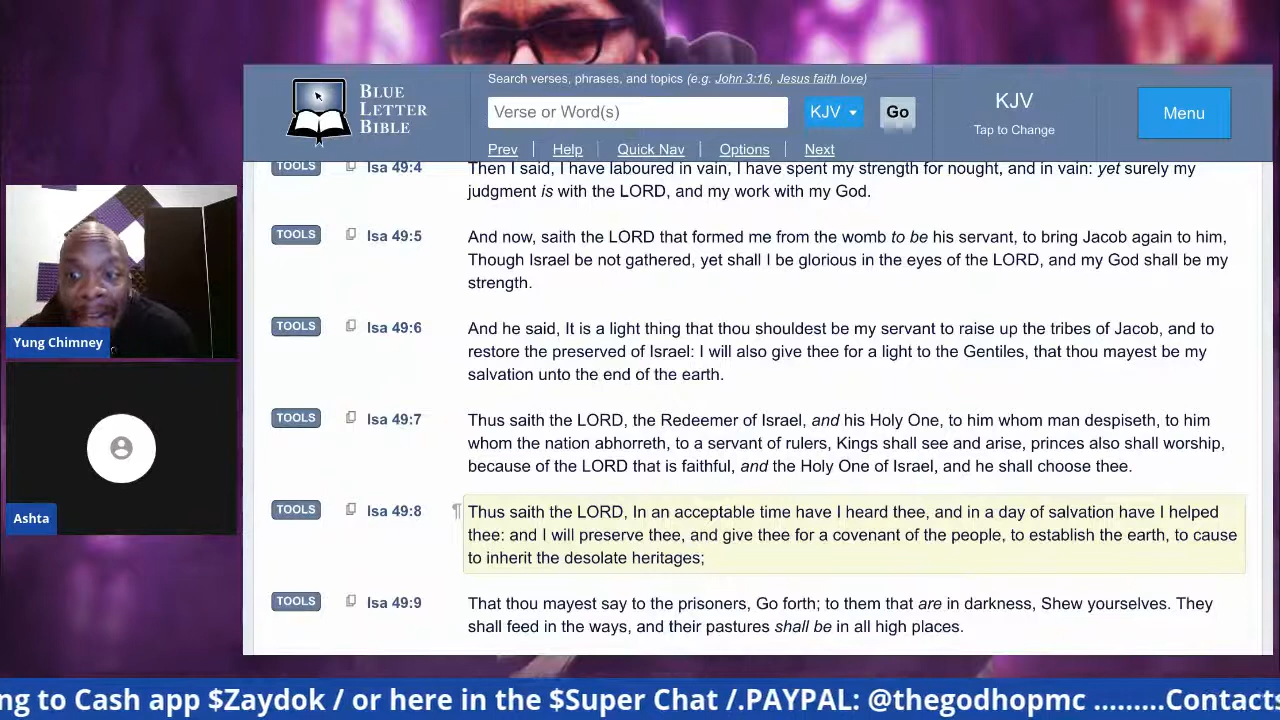 Search verses, phrases, and topics (e.g. John 3:16, Jesus faith love)
BLUE
LETTER
BIBLE
Verse or Word(s)
KJV
Go
KJV
Tap to Change
Menu
Prev
Help
Quick Nav
Options
Next
TOOLS
Isa 49:4
Then I said, I have laboured in vain, I have spent my strength for nought, and in vain: yet surely my
judgment is with the LORD, and my work with my God.
TOOLS
Isa 49:5
And now, saith the LORD that formed me from the womb to be his servant, to bring Jacob again to him,
Though Israel be not gathered, yet shall I be glorious in the eyes of the LORD, and my God shall be my
strength.
TOOLS
Isa 49:6
And he said, It is a light thing that thou shouldest be my servant to raise up the tribes of Jacob, and to
restore the preserved of Israel: I will also give thee for a light to the Gentiles, that thou mayest be my
salvation unto the end of the earth.
TOOLS
Isa 49:7
Thus saith the LORD, the Redeemer of Israel, and his Holy One, to him whom man despiseth, to him
whom the nation abhorreth, to a servant of rulers, Kings shall see and arise, princes also shall worship,
because of the LORD that is faithful, and the Holy One of Israel, and he shall choose thee.
TOOLS
Isa 49:8
¶ Thus saith the LORD, In an acceptable time have I heard thee, and in a day of salvation have I helped
thee: and I will preserve thee, and give thee for a covenant of the people, to establish the earth, to cause
to inherit the desolate heritages;
TOOLS
Isa 49:9
That thou mayest say to the prisoners, Go forth; to them that are in darkness, Shew yourselves. They
shall feed in the ways, and their pastures shall be in all high places.
Yung Chimney
Ashta
ng to Cash app $Zaydok / or here in the $Super Chat /.PAYPAL: @thegodhopmc .........Contacts